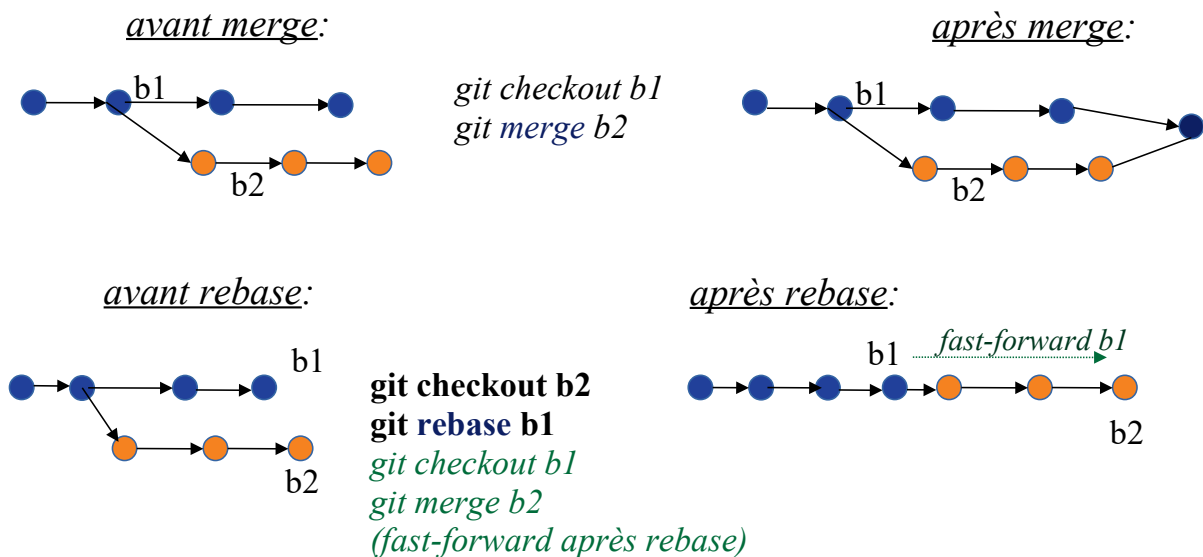 avant merge:
après merge:
b1
git checkout b1
git merge b2
b2
b1
b2
avant rebase:
après rebase:
b1
b2
git checkout b2
git rebase b1
git checkout b1
git merge b2
(fast-forward après rebase)
b1
fast-forward b1
b2